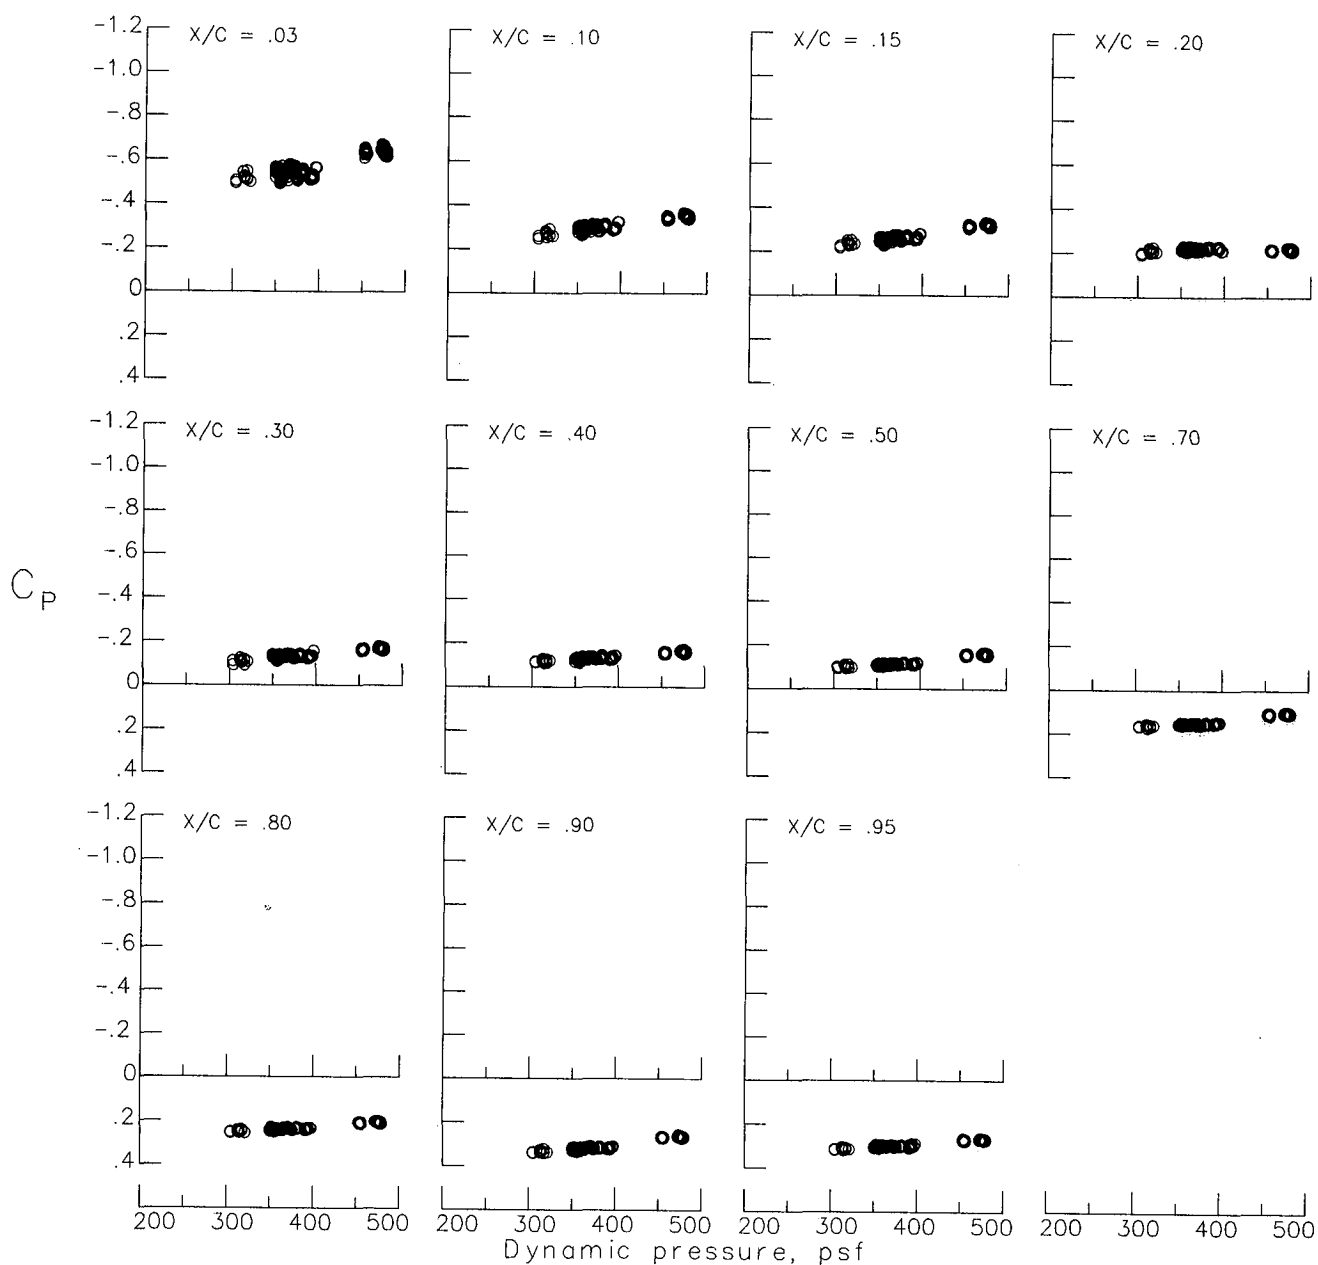 -1.2
X/C = .03
X/C = .10
X/C = .15
X/C = .20
-1.0
-.8
-.6
-.4
-.2
0
.2
.4
-1.2
X/C = .30
X/C = .40
X/C = .50
X/C = .70
-1.0
-.8
-.6
CP
-.4
-.2
0
.2
.4
-1.2
X/C = .80
X/C = .90
X/C = .95
-1.0
-.8
-.6
-.4
-.2
0
.2
.4
200 300 400 500 200 300 400 500 200 300 400 500 200 300 400 500
Dynamic pressure, psf